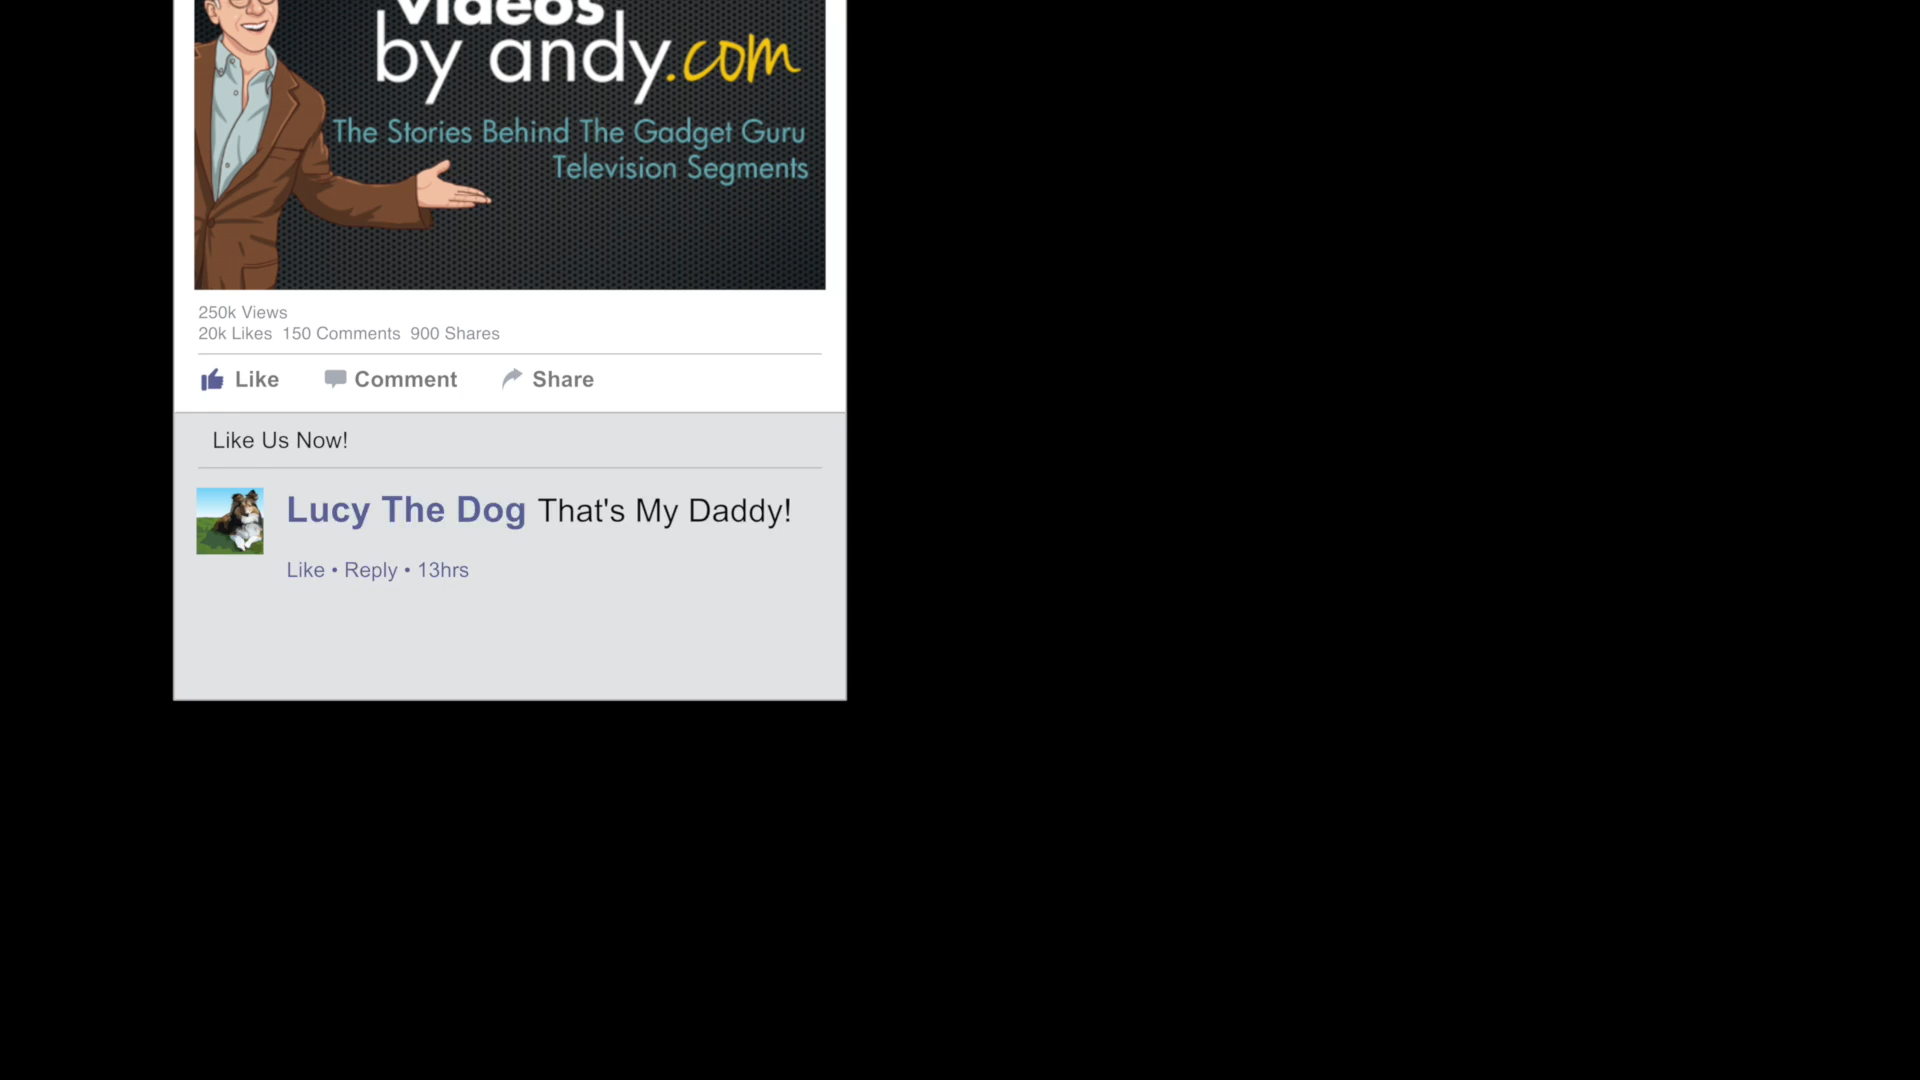 videos
by andy.com
The Stories Behind The Gadget Guru
Television Segments
250k Views
20k Likes 150 Comments 900 Shares
Like Comment Share
Like Us Now!
Lucy The Dog That's My Daddy!
Like • Reply • 13hrs